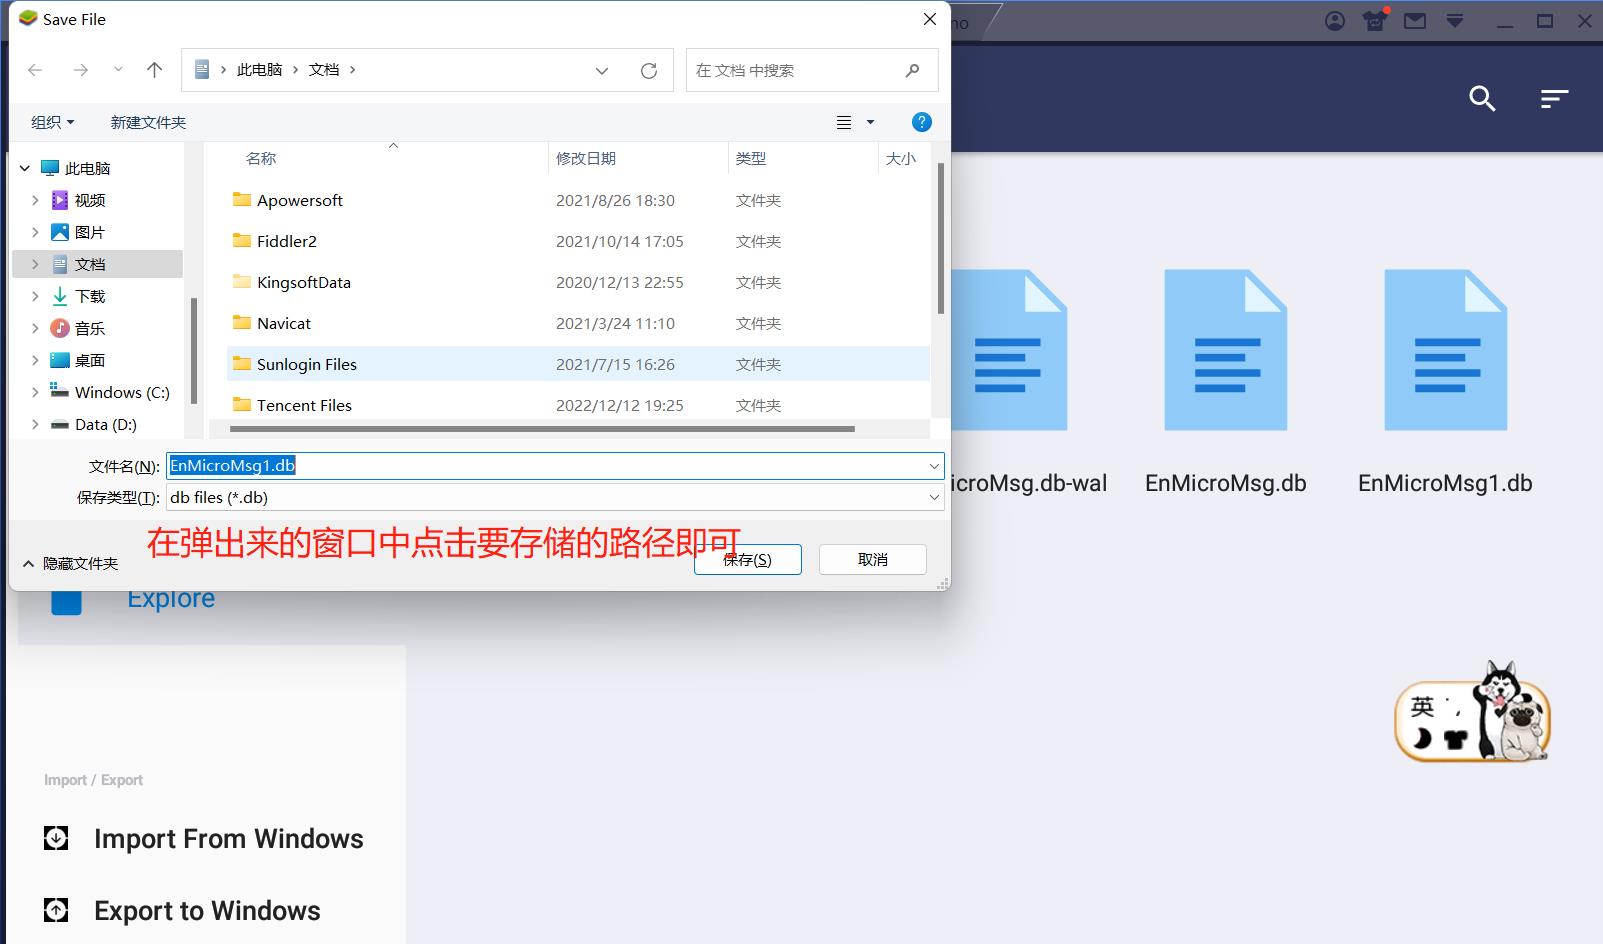 Save File
no
此电脑 › 文档 ›
在 文档 中搜索
组织
新建文件夹
名称 修改日期 类型 大小
此电脑
视频
图片
文档
下载
音乐
桌面
Windows (C:)
Data (D:)
Apowersoft 2021/8/26 18:30 文件夹
Fiddler2 2021/10/14 17:05 文件夹
KingsoftData 2020/12/13 22:55 文件夹
Navicat 2021/3/24 11:10 文件夹
Sunlogin Files 2021/7/15 16:26 文件夹
Tencent Files 2022/12/12 19:25 文件夹
文件名(N): EnMicroMsg1.db
保存类型(T): db files (*.db)
在弹出来的窗口中点击要存储的路径即可
隐藏文件夹
保存(S)
取消
icroMsg.db-wal
EnMicroMsg.db
EnMicroMsg1.db
Explore
英
Import / Export
Import From Windows
Export to Windows